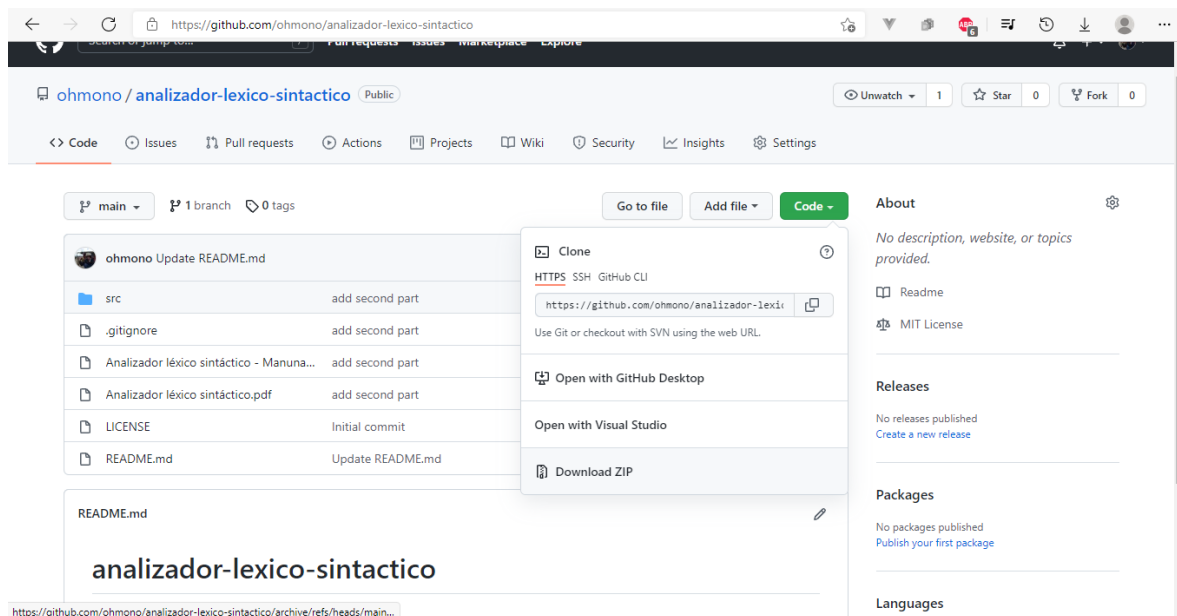 https://github.com/ohmono/analizador-lexico-sintactico
ABP
6
Search or jump to...
Pull requests Issues Marketplace Explore
ohmono / analizador-lexico-sintactico Public
Unwatch 1
Star 0
Fork 0
Code Issues Pull requests Actions Projects Wiki Security Insights Settings
main 1 branch 0 tags
Go to file Add file Code
About
No description, website, or topics
provided.
Readme
MIT License
ohmono Update README.md
src add second part
.gitignore add second part
Analizador léxico sintáctico - Manuna... add second part
Analizador léxico sintáctico.pdf add second part
LICENSE Initial commit
README.md Update README.md
Clone
HTTPS SSH GitHub CLI
https://github.com/ohmono/analizador-lexic
Use Git or checkout with SVN using the web URL.
Open with GitHub Desktop
Open with Visual Studio
Download ZIP
Releases
No releases published
Create a new release
Packages
No packages published
Publish your first package
Languages
README.md
analizador-lexico-sintactico
https://github.com/ohmono/analizador-lexico-sintactico/archive/refs/heads/main...